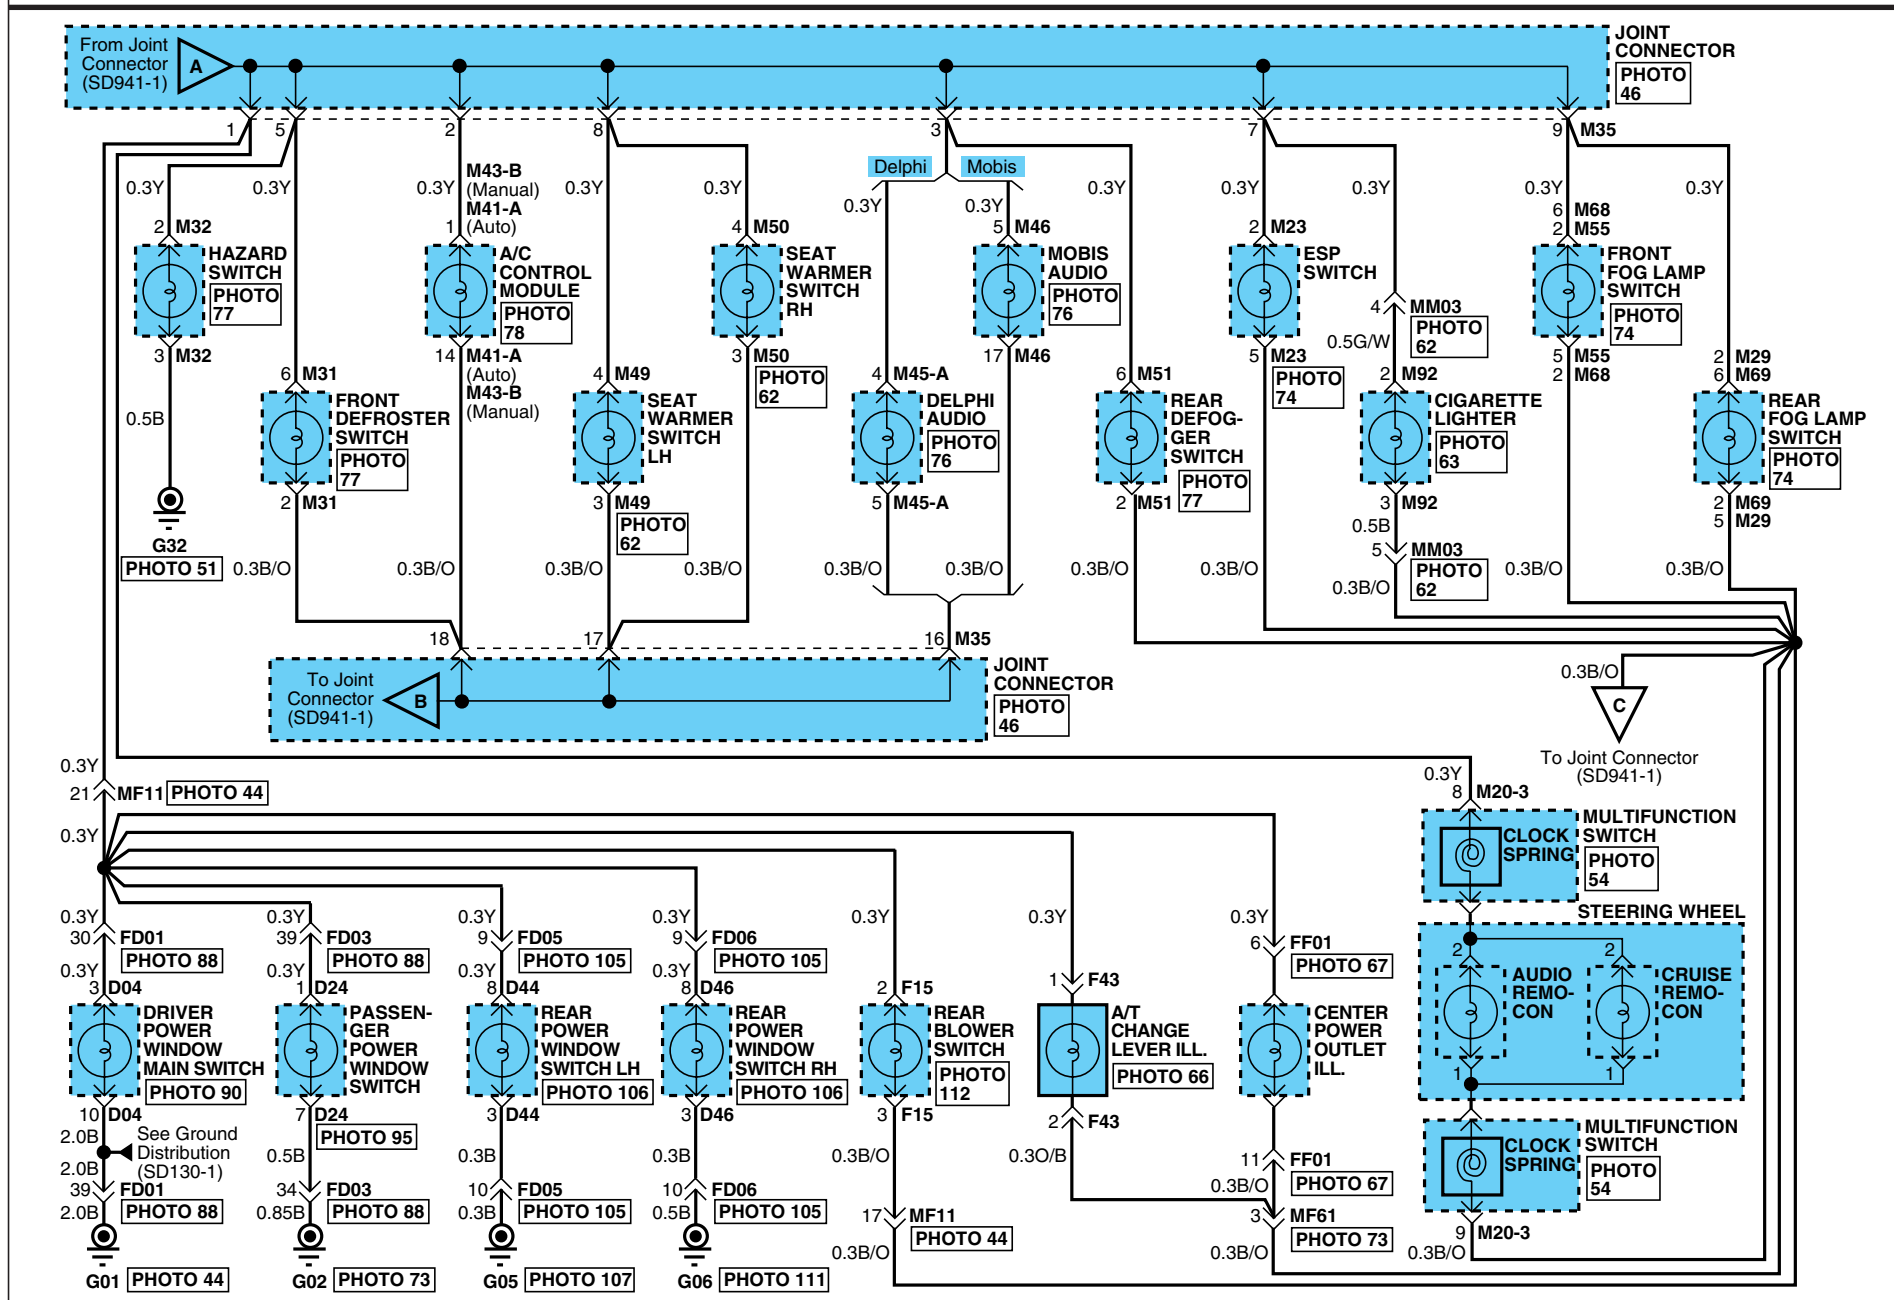 From Joint
Connector
(SD941-1)
A
JOINT
CONNECTOR
PHOTO
46
1
5
2
8
3
7
9
M35
Delphi
Mobis
0.3Y
0.3Y
0.3Y
M43-B
(Manual)
M41-A
(Auto)
0.3Y
0.3Y
0.3Y
0.3Y
0.3Y
0.3Y
0.3Y
0.3Y
0.3Y
2 M32
HAZARD
SWITCH
PHOTO
77
3 M32
0.5B
G32
PHOTO 51
6 M31
FRONT
DEFROSTER
SWITCH
PHOTO
77
2 M31
0.3B/O
1
A/C
CONTROL
MODULE
PHOTO
78
14 M41-A
(Auto)
M43-B
(Manual)
0.3B/O
4 M49
SEAT
WARMER
SWITCH
LH
3 M49
PHOTO
62
0.3B/O
4 M50
SEAT
WARMER
SWITCH
RH
3 M50
PHOTO
62
0.3B/O
4 M45-A
DELPHI
AUDIO
PHOTO
76
5 M45-A
0.3B/O
5 M46
MOBIS
AUDIO
PHOTO
76
17 M46
0.3B/O
6 M51
REAR
DEFOG-
GER
SWITCH
PHOTO
77
2 M51
0.3B/O
2 M23
ESP
SWITCH
5 M23
PHOTO
74
0.3B/O
4 MM03
PHOTO
62
0.5G/W
2 M92
CIGARETTE
LIGHTER
PHOTO
63
3 M92
0.5B
5 MM03
PHOTO
62
0.3B/O
6 M68
2 M55
FRONT
FOG LAMP
SWITCH
PHOTO
74
5 M55
2 M68
0.3B/O
2 M29
6 M69
REAR
FOG LAMP
SWITCH
PHOTO
74
2 M69
5 M29
0.3B/O
18
17
16 M35
To Joint
Connector
(SD941-1)
B
JOINT
CONNECTOR
PHOTO
46
0.3B/O
C
To Joint Connector
(SD941-1)
0.3Y
21 MF11 PHOTO 44
0.3Y
0.3Y
8 M20-3
MULTIFUNCTION
SWITCH
PHOTO
54
CLOCK
SPRING
STEERING WHEEL
2
2
AUDIO
REMO-
CON
CRUISE
REMO-
CON
1
1
MULTIFUNCTION
SWITCH
PHOTO
54
CLOCK
SPRING
9 M20-3
0.3B/O
0.3Y
30 FD01
PHOTO 88
0.3Y
3 D04
DRIVER
POWER
WINDOW
MAIN SWITCH
PHOTO 90
10 D04
2.0B
See Ground
Distribution
(SD130-1)
2.0B
39 FD01
PHOTO 88
2.0B
G01 PHOTO 44
0.3Y
39 FD03
PHOTO 88
0.3Y
1 D24
PASSEN-
GER
POWER
WINDOW
SWITCH
7 D24
PHOTO 95
0.5B
34 FD03
PHOTO 88
0.85B
G02 PHOTO 73
0.3Y
9 FD05
PHOTO 105
0.3Y
8 D44
REAR
POWER
WINDOW
SWITCH LH
PHOTO 106
3 D44
0.3B
10 FD05
PHOTO 105
0.3B
G05 PHOTO 107
0.3Y
9 FD06
PHOTO 105
0.3Y
8 D46
REAR
POWER
WINDOW
SWITCH RH
PHOTO 106
3 D46
0.3B
10 FD06
PHOTO 105
0.5B
G06 PHOTO 111
0.3Y
2 F15
REAR
BLOWER
SWITCH
PHOTO
112
3 F15
0.3B/O
17 MF11
PHOTO 44
0.3B/O
0.3Y
1 F43
A/T
CHANGE
LEVER ILL.
PHOTO 66
2 F43
0.3O/B
0.3Y
6 FF01
PHOTO 67
CENTER
POWER
OUTLET
ILL.
11 FF01
PHOTO 67
0.3B/O
3 MF61
PHOTO 73
0.3B/O